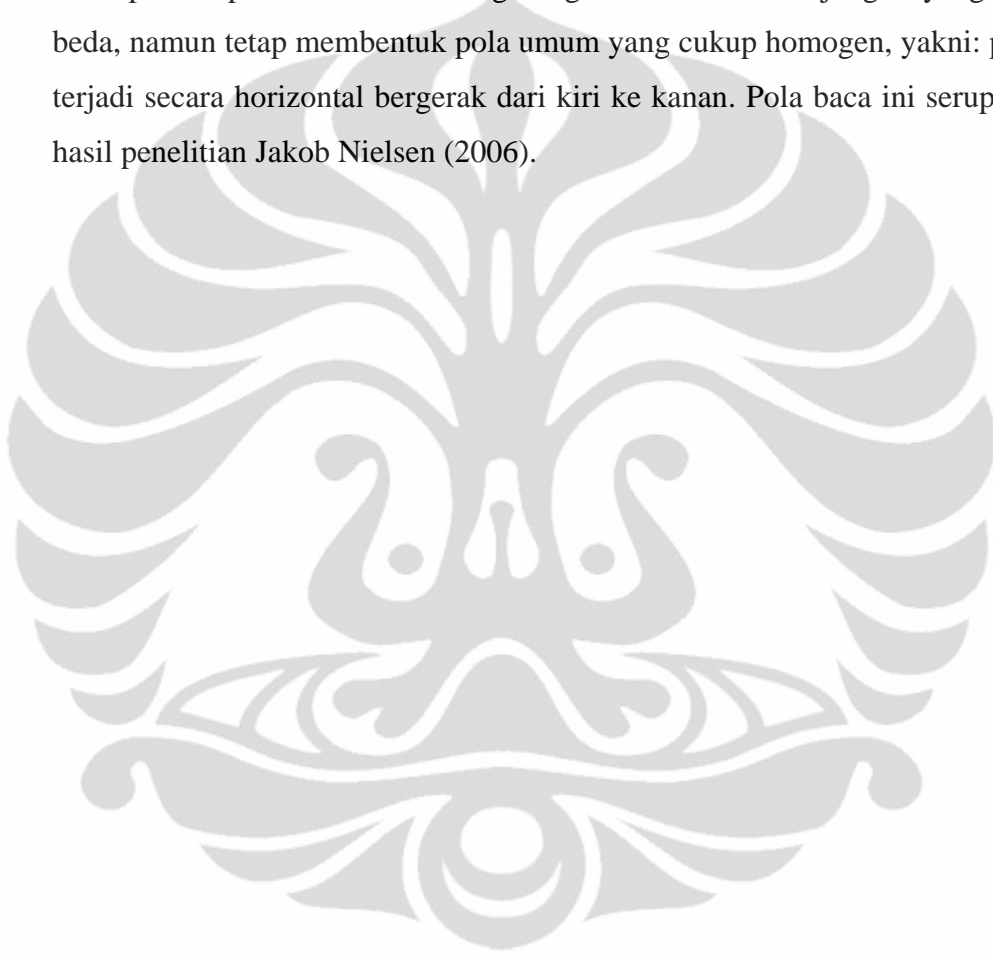 beda, namun tetap membentuk pola umum yang cukup homogen, yakni:
terjadi secara horizontal bergerak dari kiri ke kanan. Pola baca ini
hasil penelitian Jakob Nielsen (2006).